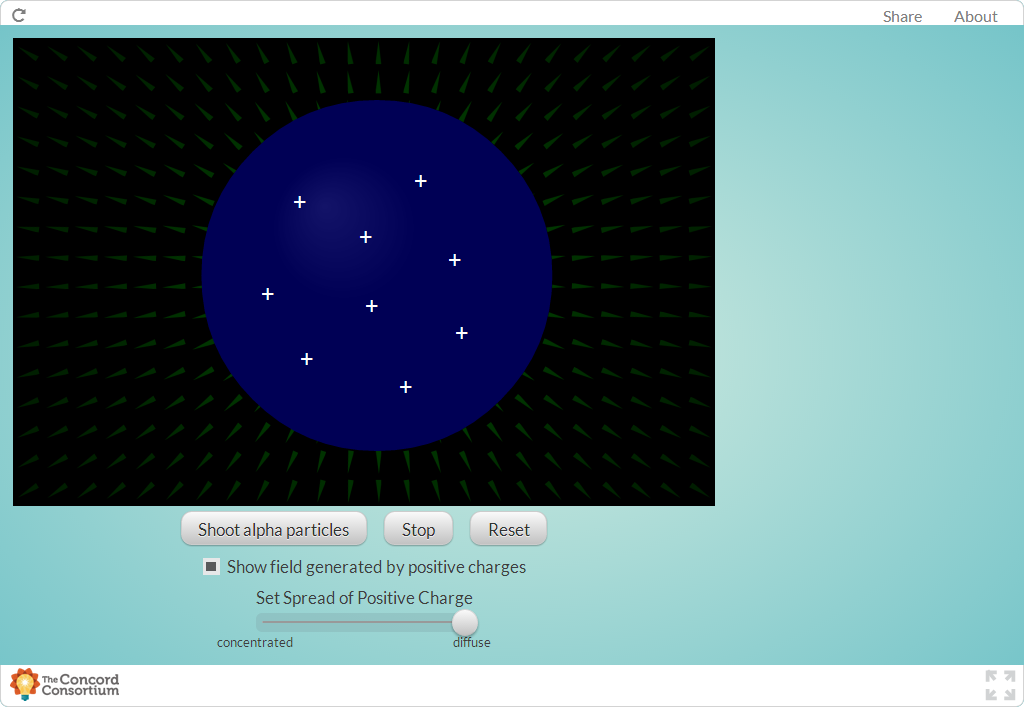 Share About
+
+
+
+
+
+
+
+
+
Shoot alpha particles Stop Reset
Show field generated by positive charges
Set Spread of Positive Charge
concentrated diffuse
The Concord
Consortium